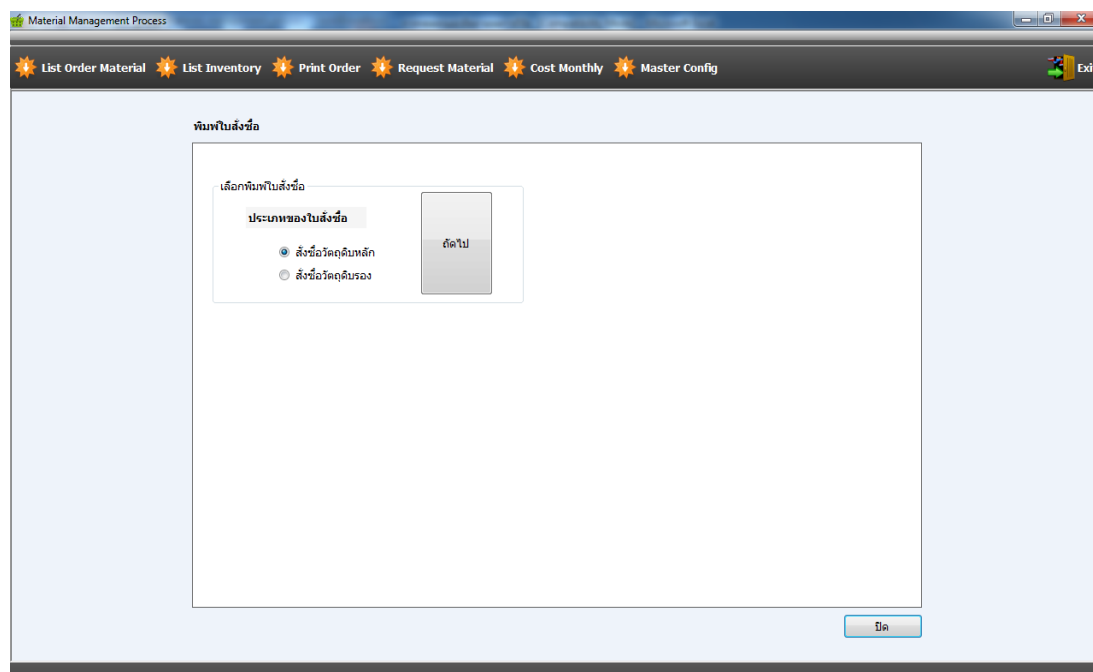 Material Management Process
List Order Material List Inventory Print Order Request Material Cost Monthly Master Config Exi
พิมพ์ใบสั่งซื้อ
เลือกพิมพ์ใบสั่งซื้อ
ประเภทของใบสั่งซื้อ
ถัดไป
สั่งซื้อวัตถุดิบหลัก
สั่งซื้อวัตถุดิบรอง
ปิด